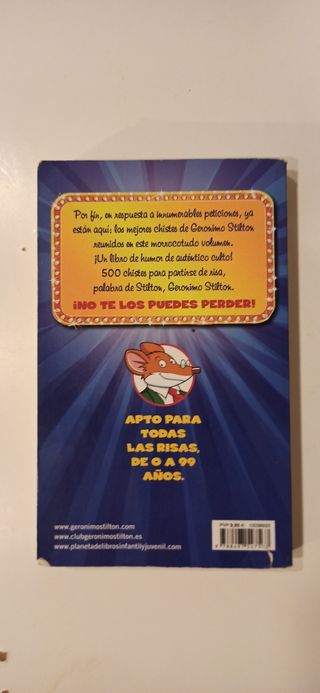 Por fin, en respuesta a innumerables peticiones, ya
están aquí: los mejores chistes de Geronimo Stilton
reunidos en este morrocotudo volumen.
¡Un libro de humor de auténtico culto!
500 chistes para partirse de risa,
palabra de Stilton, Geronimo Stilton.
¡NO TE LOS PUEDES PERDER!
APTO PARA
TODAS
LAS RISAS,
DE 0 A 99
AÑOS.
www.geronimostilton.com
www.clubgeronimostilton.es
www.planetadelibrosinfantilyjuvenil.com
PVP 9,95 €